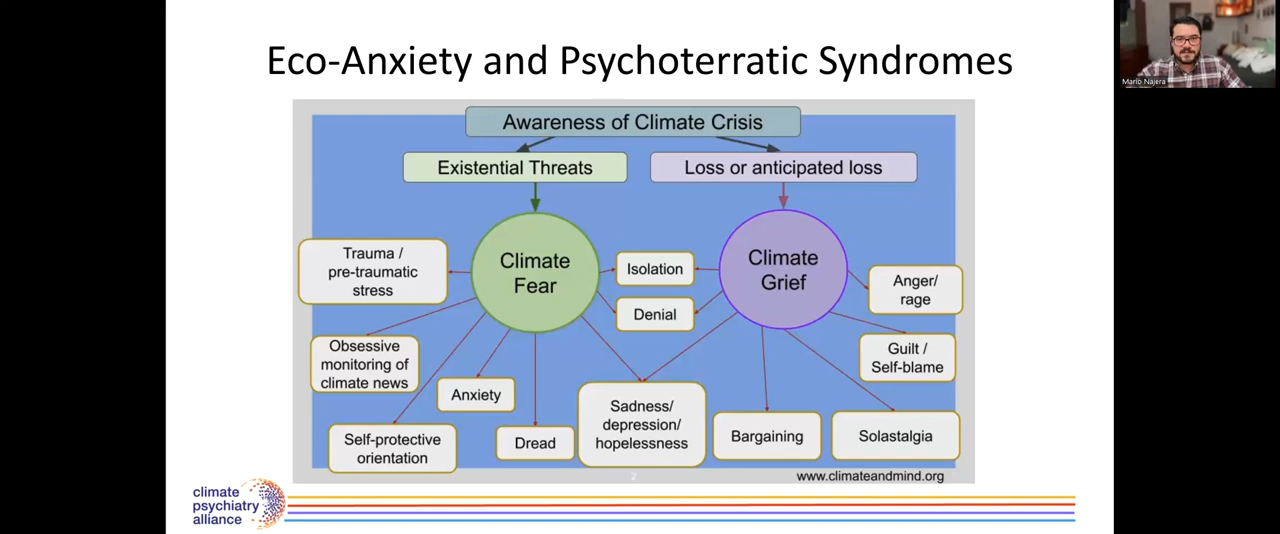 Eco-Anxiety and Psychoterratic Syndromes
Mario Najera
Awareness of Climate Crisis
Existential Threats
Loss or anticipated loss
Climate
Fear
Climate
Grief
Trauma /
pre-traumatic
stress
Isolation
Denial
Anger/
rage
Obsessive
monitoring of
climate news
Guilt /
Self-blame
Anxiety
Self-protective
orientation
Dread
Sadness/
depression/
hopelessness
Bargaining
Solastalgia
2
www.climateandmind.org
climate
psychiatry
alliance